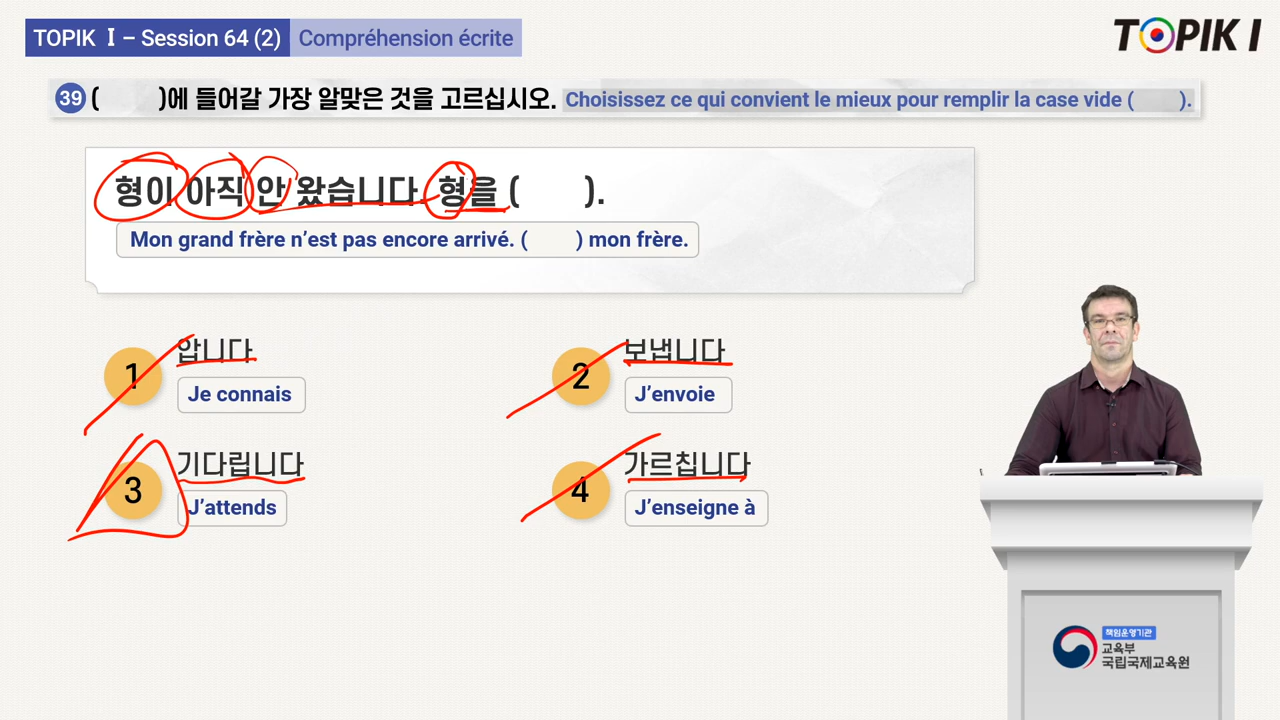 TOPIK I – Session 64 (2) Compréhension écrite
TOPIK I
39 ( )에 들어갈 가장 알맞은 것을 고르십시오. Choisissez ce qui convient le mieux pour remplir la case vide ( ).
형이 아직 안 왔습니다. 형을 ( ).
Mon grand frère n’est pas encore arrivé. ( ) mon frère.
1 압니다
Je connais
2 보냅니다
J’envoie
3 기다립니다
J’attends
4 가르칩니다
J’enseigne à
책임운영기관
교육부
국립국제교육원